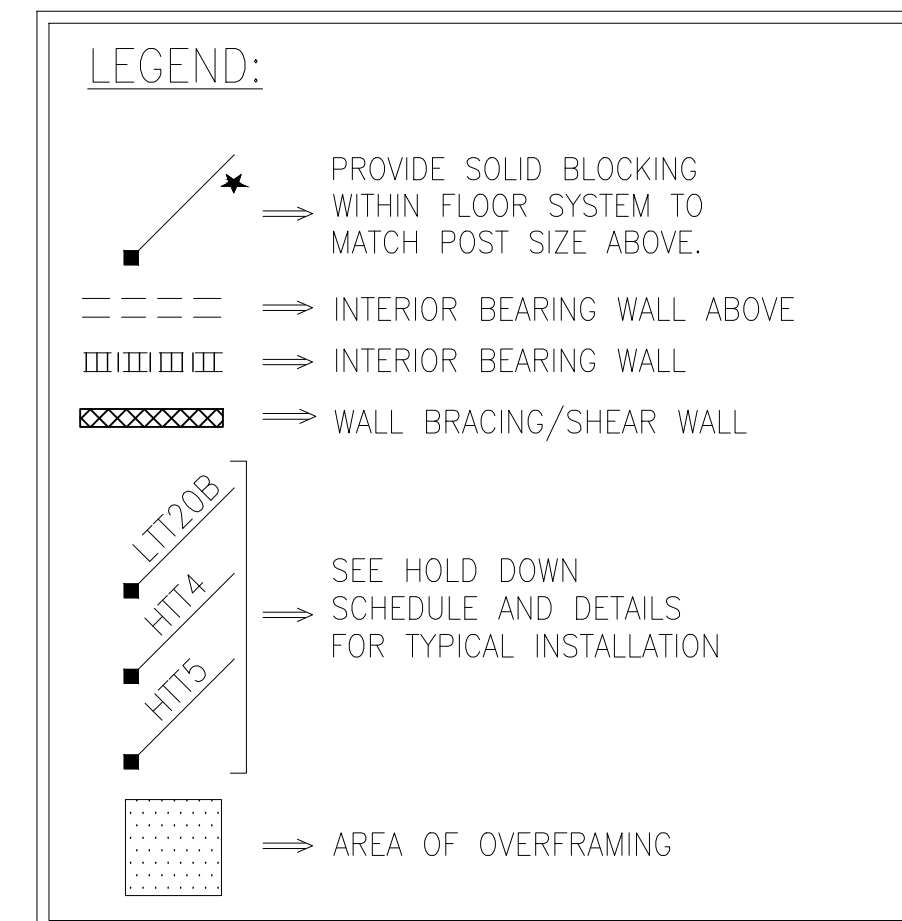 LEGEND:
PROVIDE SOLID BLOCKING
WITHIN FLOOR SYSTEM TO
MATCH POST SIZE ABOVE.
INTERIOR BEARING WALL ABOVE
INTERIOR BEARING WALL
WALL BRACING/SHEAR WALL
LTT20B
HTT4
HTT5
SEE HOLD DOWN
SCHEDULE AND DETAILS
FOR TYPICAL INSTALLATION
AREA OF OVERFRAMING